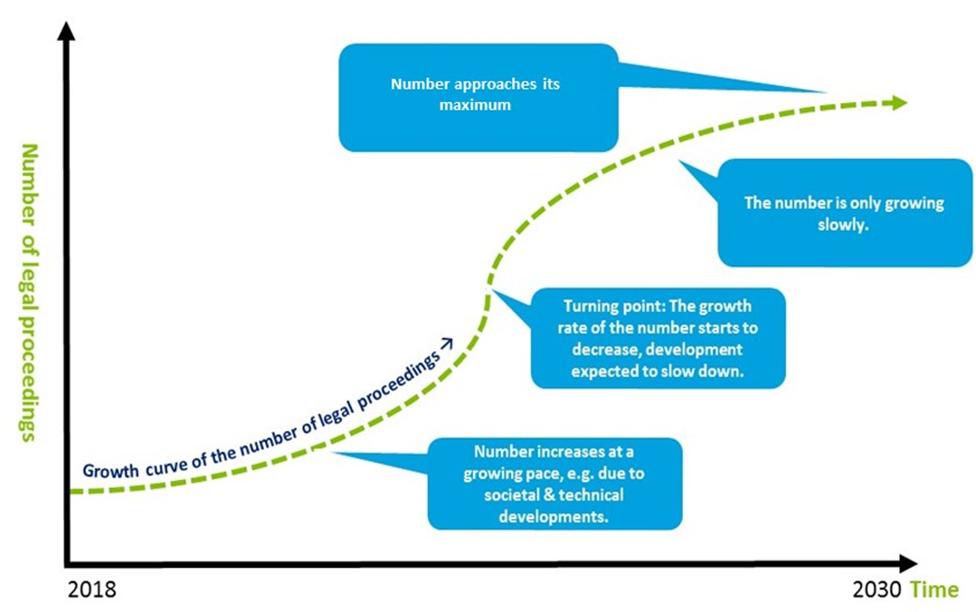 Number approaches its
maximum
The number is only growing
slowly.
Number of legal proceedings
Turning point: The growth
rate of the number starts to
decrease, development
expected to slow down.
Growth curve of the number of legal proceedings →
Number increases at a
growing pace, e.g. due to
societal & technical
developments.
2018
2030 Time